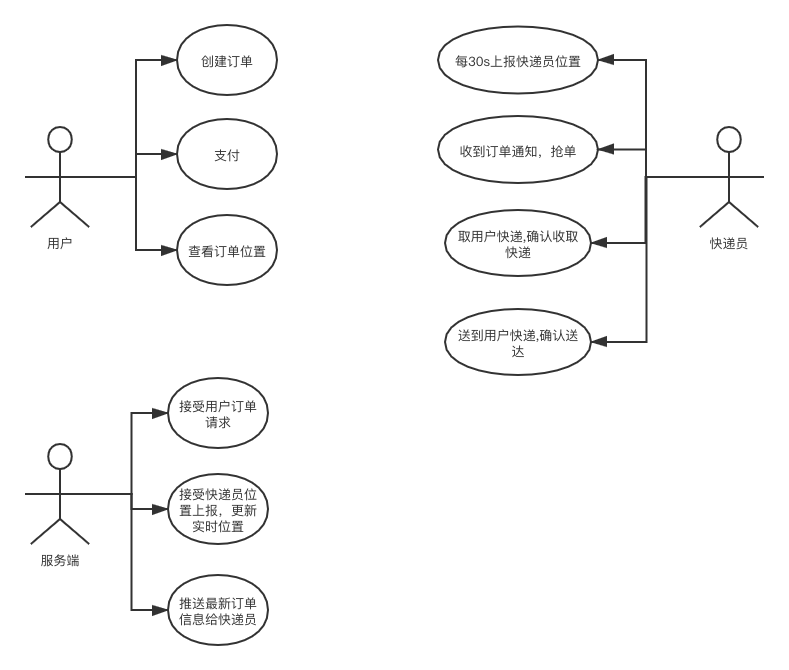 创建订单
支付
查看订单位置
用户
每30s上报快递员位置
收到订单通知，抢单
取用户快递,确认收取
快递
送到用户快递,确认送
达
快递员
接受用户订单
请求
接受快递员位
置上报，更新
实时位置
推送最新订单
信息给快递员
服务端